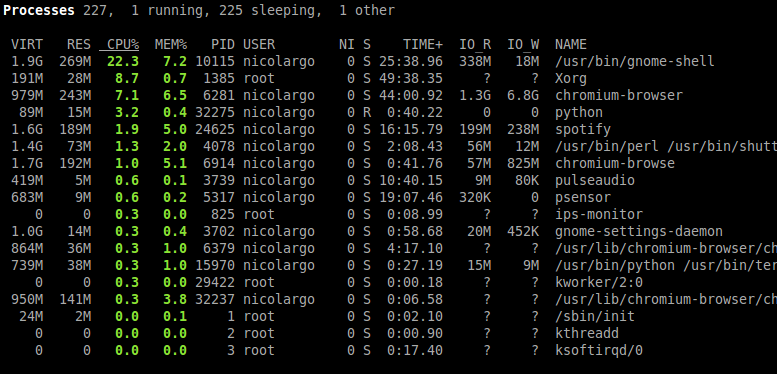 Processes 227,  1 running, 225 sleeping,  1 other
VIRT   RES  CPU%  MEM%   PID USER        NI S     TIME+  IO_R  IO_W  NAME
1.9G  269M  22.3   7.2 10115 nicolargo    0 S  25:38.96  338M   18M  /usr/bin/gnome-shell
191M   28M   8.7   0.7  1385 root         0 S  49:38.35     ?     ?  Xorg
979M  243M   7.1   6.5  6281 nicolargo    0 S  44:00.92  1.3G  6.8G  chromium-browser
89M   15M   3.2   0.4 32275 nicolargo    0 R   0:40.22     0     0  python
1.6G  189M   1.9   5.0 24625 nicolargo    0 S  16:15.79  199M  238M  spotify
1.4G   73M   1.3   2.0  4078 nicolargo    0 S   2:08.43   56M   12M  /usr/bin/perl /usr/bin/shutt
1.7G  192M   1.0   5.1  6914 nicolargo    0 S   0:41.76   57M  825M  chromium-browse
419M    5M   0.6   0.1  3739 nicolargo    0 S  10:40.15    9M   80K  pulseaudio
683M    9M   0.6   0.2  5317 nicolargo    0 S  19:07.46  320K     0  psensor
0     0   0.3   0.0   825 root         0 S   0:08.99     ?     ?  ips-monitor
1.0G   14M   0.3   0.4  3702 nicolargo    0 S   0:58.68   20M  452K  gnome-settings-daemon
864M   36M   0.3   1.0  6379 nicolargo    0 S   4:17.10     ?     ?  /usr/lib/chromium-browser/ch
739M   38M   0.3   1.0 15970 nicolargo    0 S   0:27.19   15M    9M  /usr/bin/python /usr/bin/ter
0     0   0.3   0.0 29422 root         0 S   0:00.18     ?     ?  kworker/2:0
950M  141M   0.3   3.8 32237 nicolargo    0 S   0:06.58     ?     ?  /usr/lib/chromium-browser/ch
24M    2M   0.0   0.1     1 root         0 S   0:02.10     ?     ?  /sbin/init
0     0   0.0   0.0     2 root         0 S   0:00.90     ?     ?  kthreadd
0     0   0.0   0.0     3 root         0 S   0:17.40     ?     ?  ksoftirqd/0